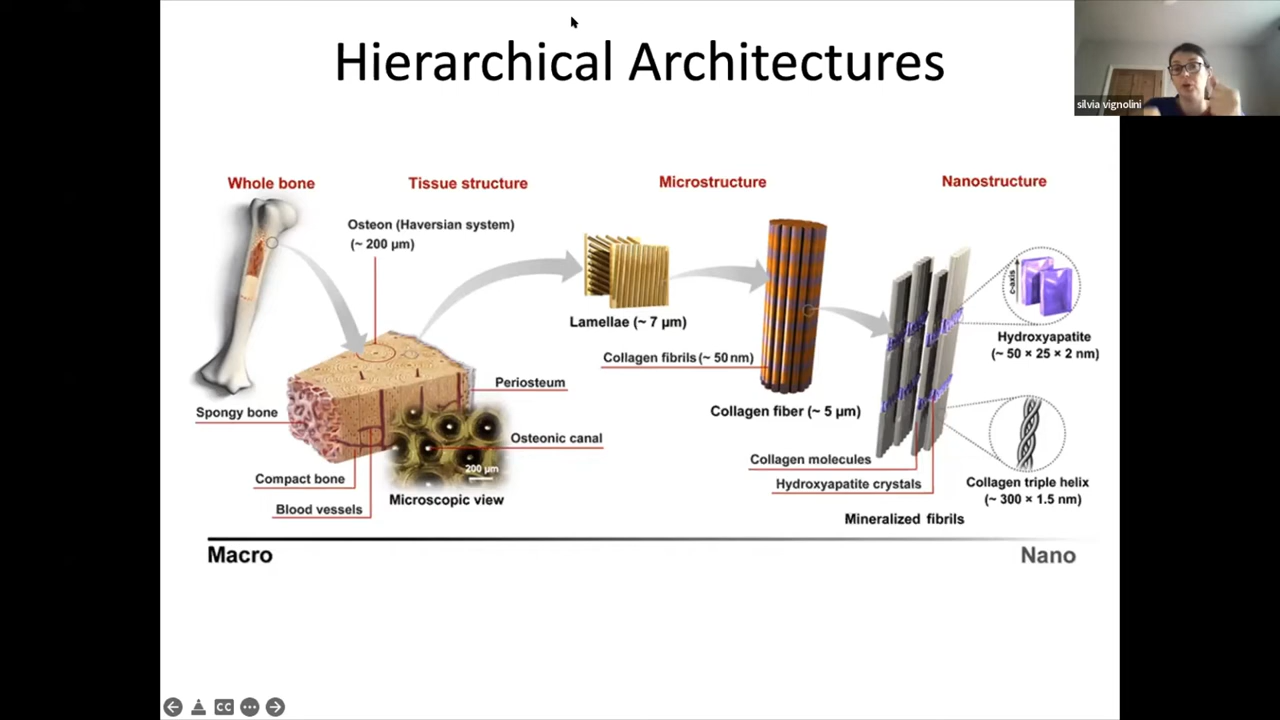 Hierarchical Architectures
silvia vignolini
Whole bone
Tissue structure
Microstructure
Nanostructure
Osteon (Haversian system)
(~ 200 µm)
c-axis
Lamellae (~ 7 µm)
Hydroxyapatite
(~ 50 × 25 × 2 nm)
Collagen fibrils (~ 50 nm)
Periosteum
Spongy bone
Collagen fiber (~ 5 µm)
Osteonic canal
Collagen molecules
200 µm
Compact bone
Hydroxyapatite crystals
Collagen triple helix
(~ 300 × 1.5 nm)
Microscopic view
Blood vessels
Mineralized fibrils
Macro
Nano
CC